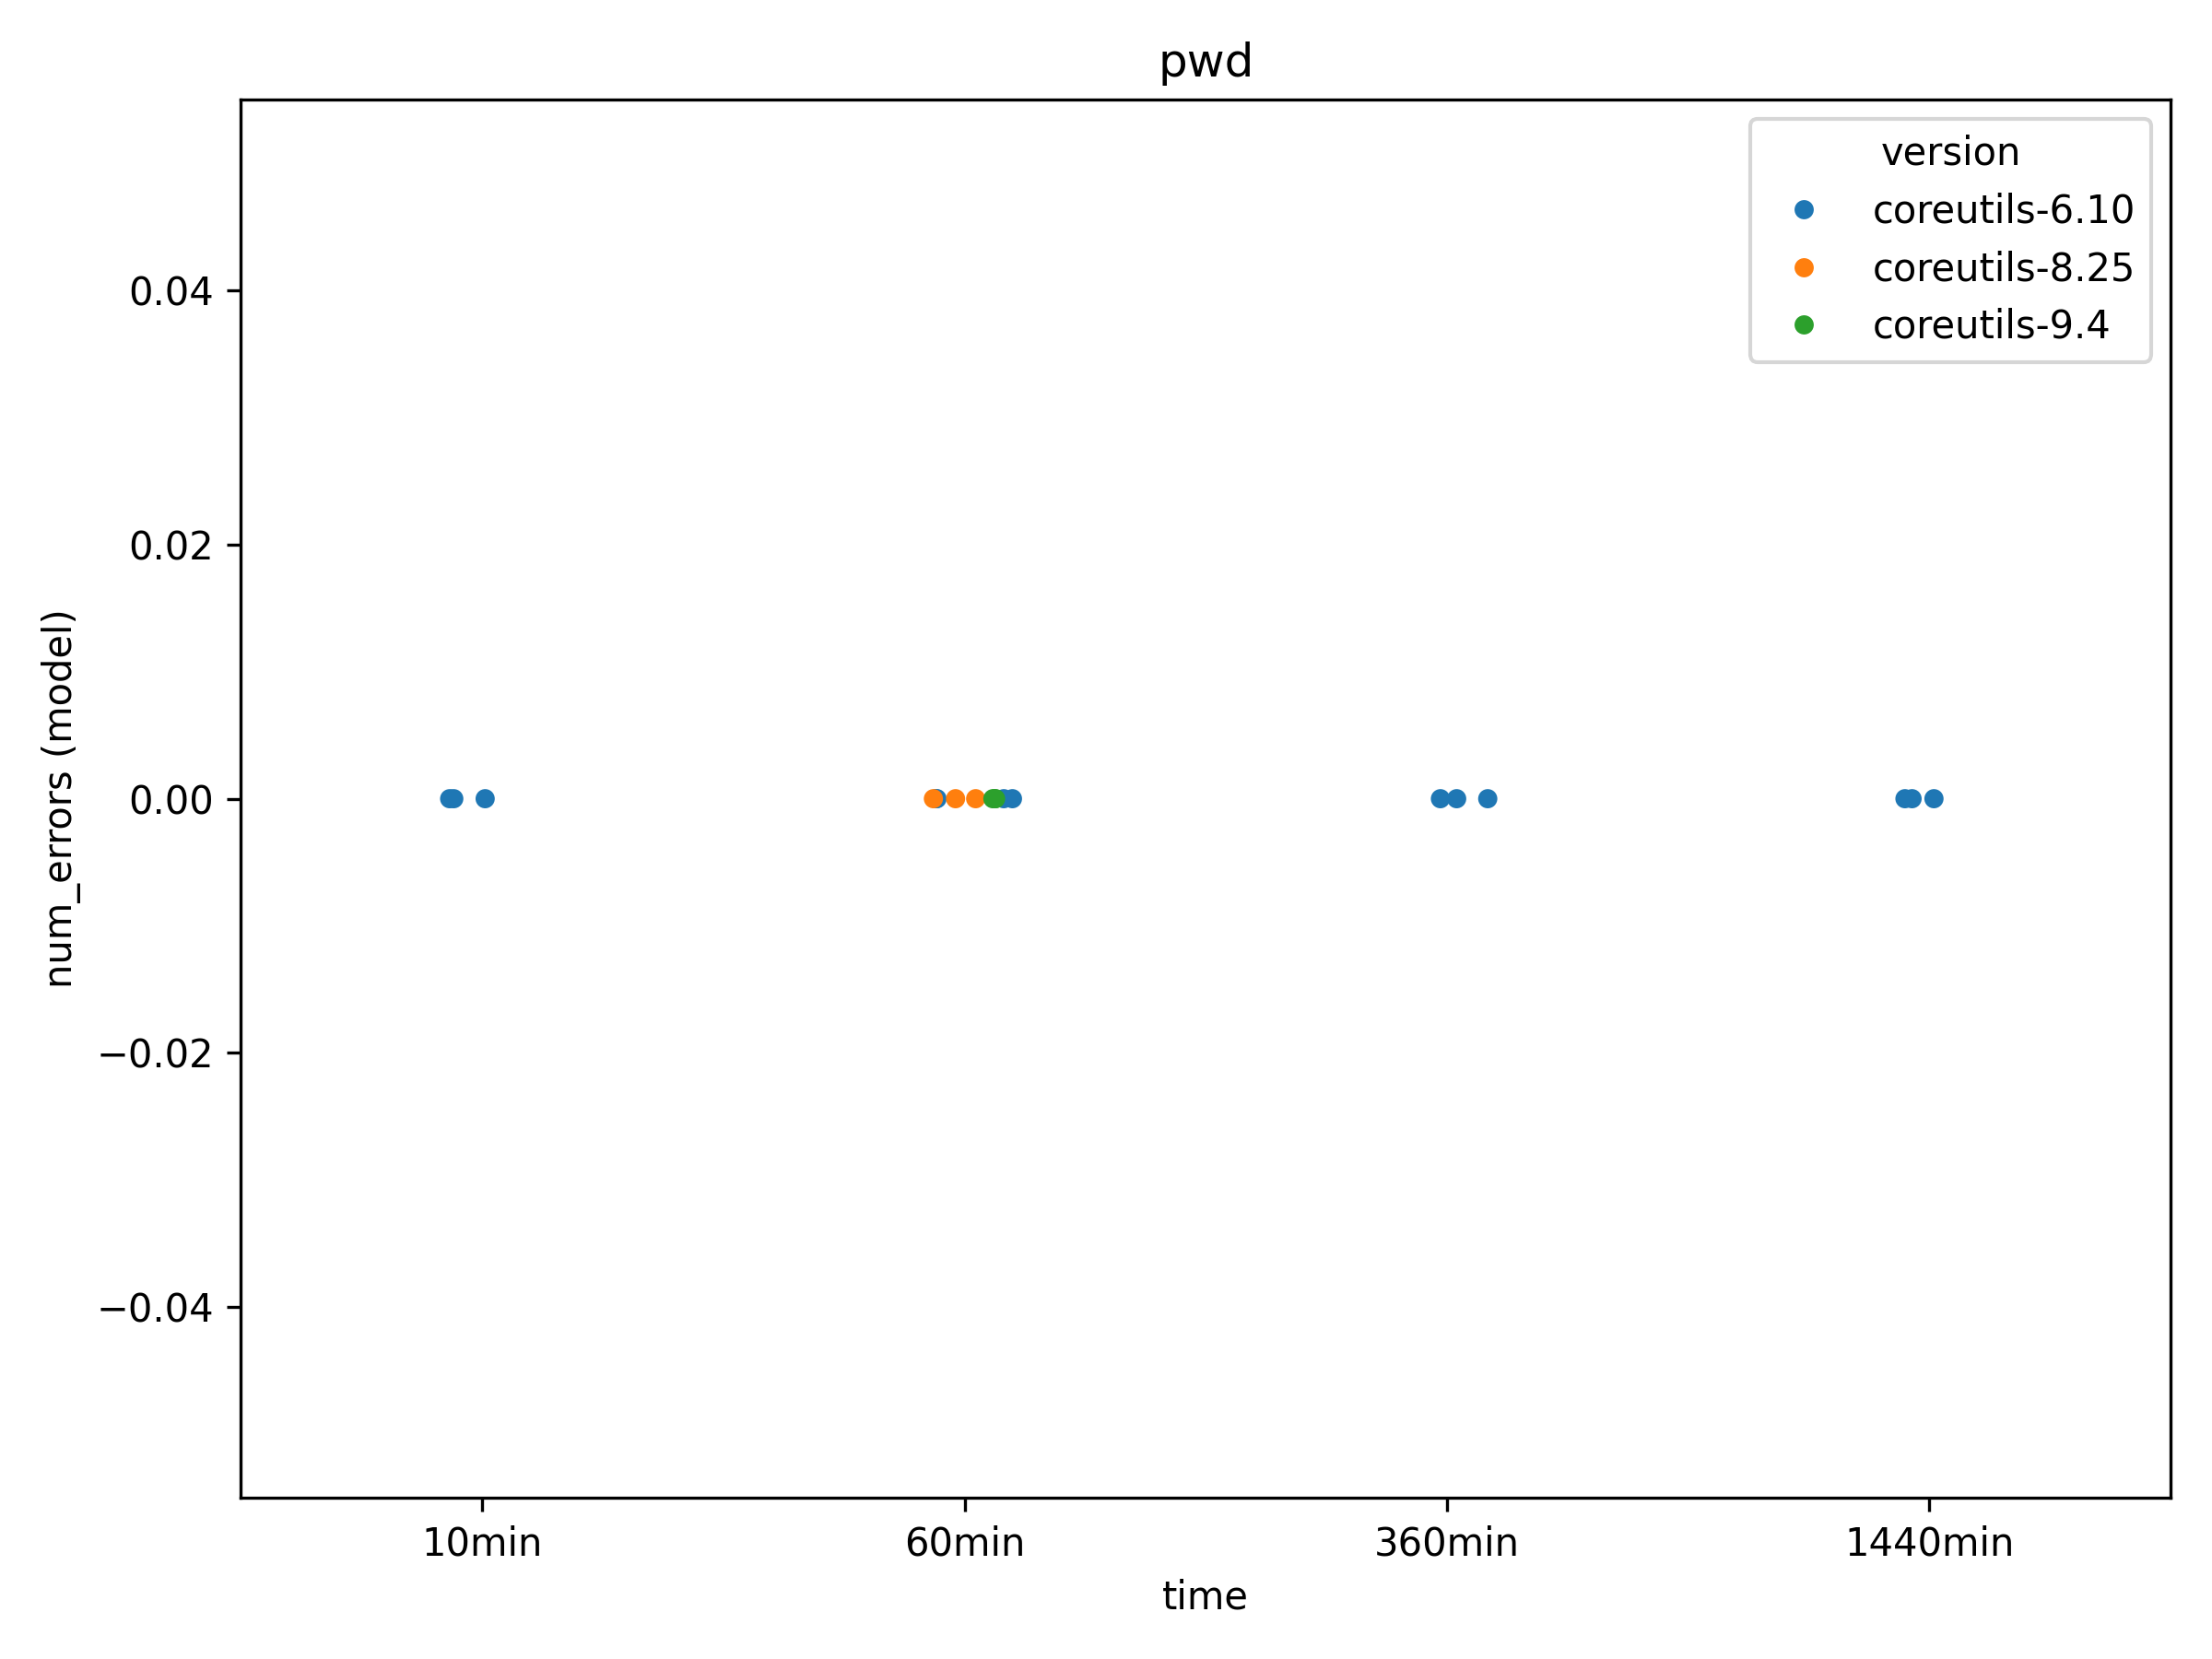 pwd
version
coreutils-6.10
coreutils-8.25
coreutils-9.4
num_errors (model)
0.04
0.02
0.00
−0.02
−0.04
10min
60min
360min
1440min
time